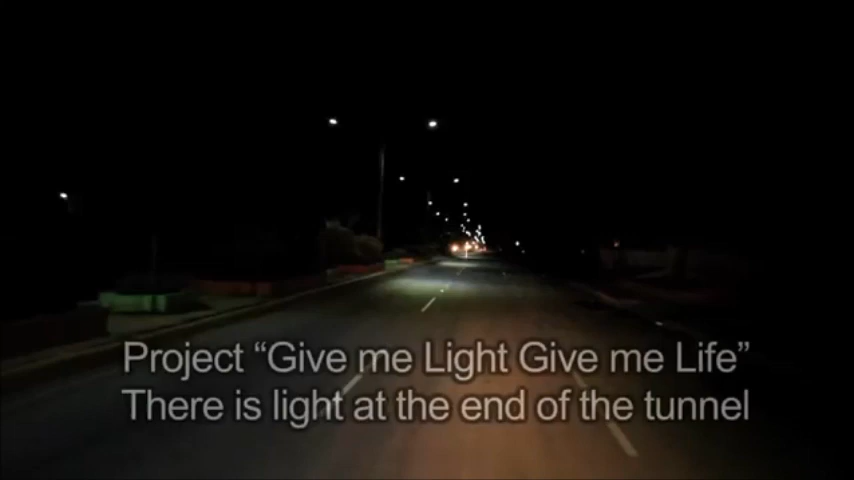 Project “Give me Light Give me Life”
There is light at the end of the tunnel